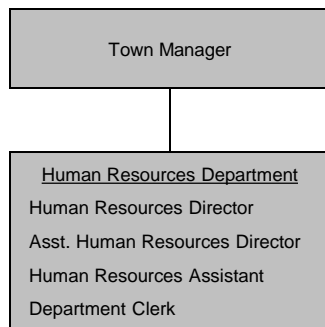 Town Manager
Human Resources Department
Human Resources Director
Asst. Human Resources Director
Human Resources Assistant
Department Clerk